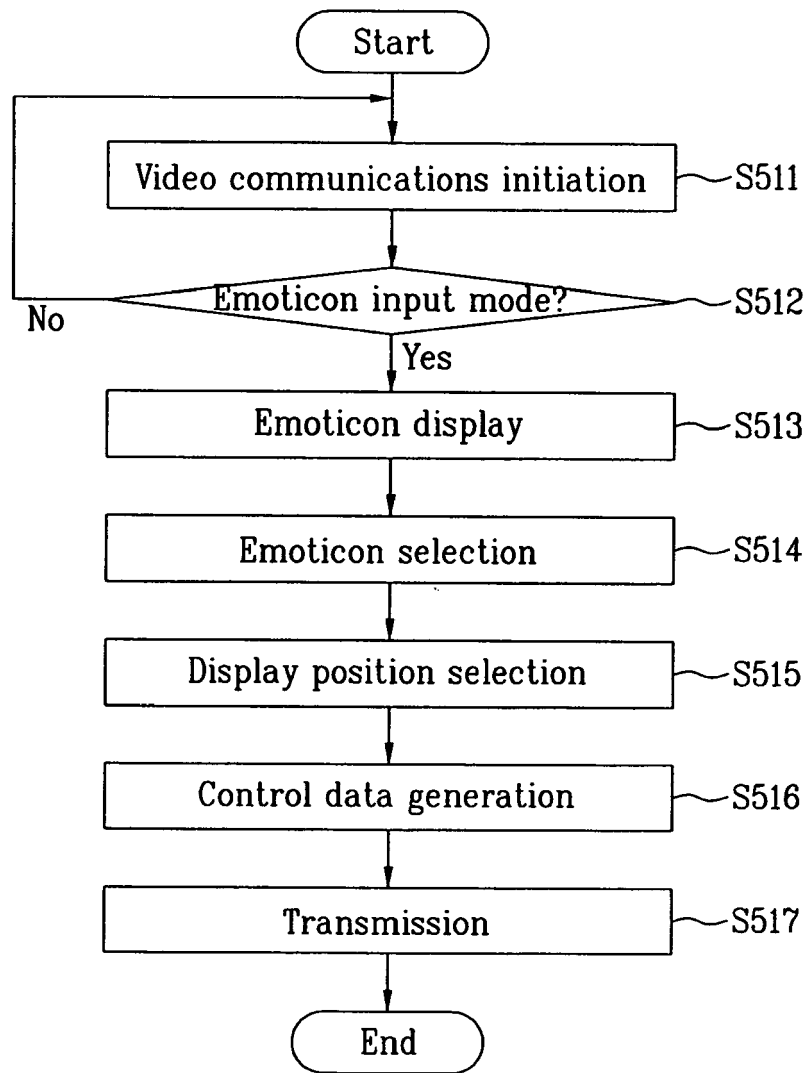 Start
Video communications initiation
S511
Emoticon input mode?
S512
No
Yes
Emoticon display
S513
Emoticon selection
S514
Display position selection
S515
Control data generation
S516
Transmission
S517
End